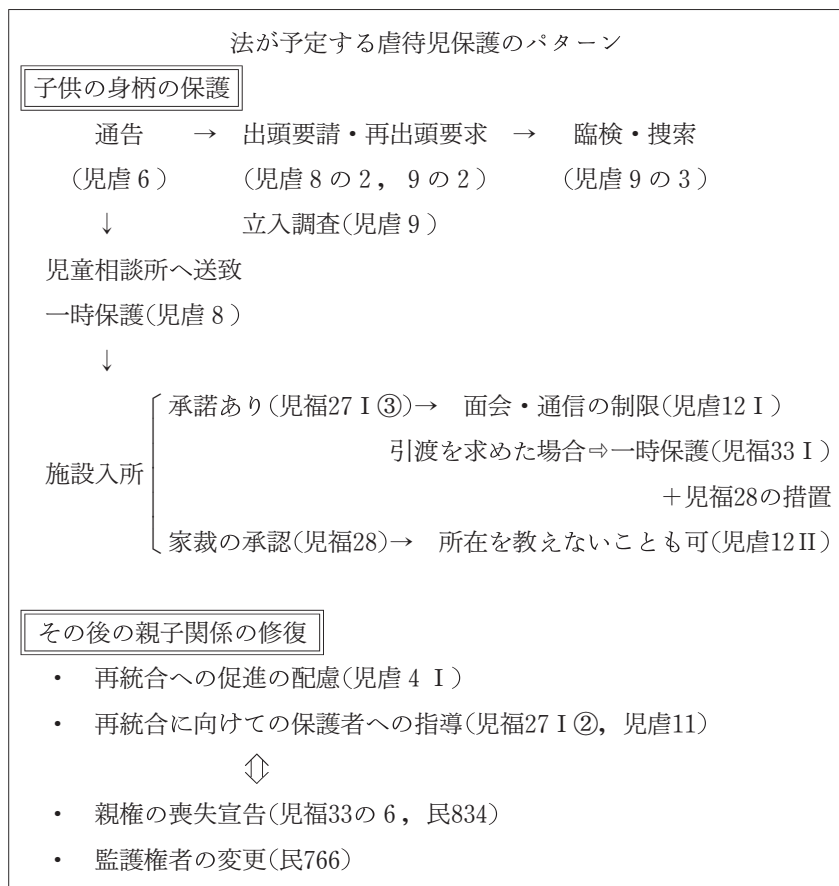 法が予定する虐待児保護のパターン
子供の身柄の保護
通告 → 出頭要請・再出頭要求 → 臨検・捜索
(児虐6) (児虐8の2，9の2) (児虐9の3)
↓ 立入調査(児虐9)
児童相談所へ送致
一時保護(児虐8)
↓
承諾あり(児福27Ⅰ③)→ 面会・通信の制限(児虐12Ⅰ)
引渡を求めた場合⇨一時保護(児福33Ⅰ)
施設入所
＋児福28の措置
家裁の承認(児福28)→ 所在を教えないことも可(児虐12Ⅱ)
その後の親子関係の修復
・ 再統合への促進の配慮(児虐4Ⅰ)
・ 再統合に向けての保護者への指導(児福27Ⅰ②，児虐11)
⇕
・ 親権の喪失宣告(児福33の6，民834)
・ 監護権者の変更(民766)